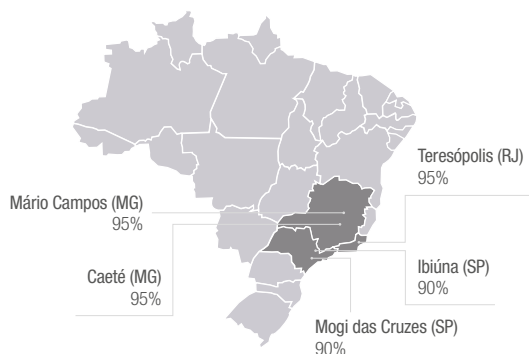 Teresópolis (RJ)
95%
Mário Campos (MG)
95%
Caeté (MG)
95%
Ibiúna (SP)
90%
Mogi das Cruzes (SP)
90%